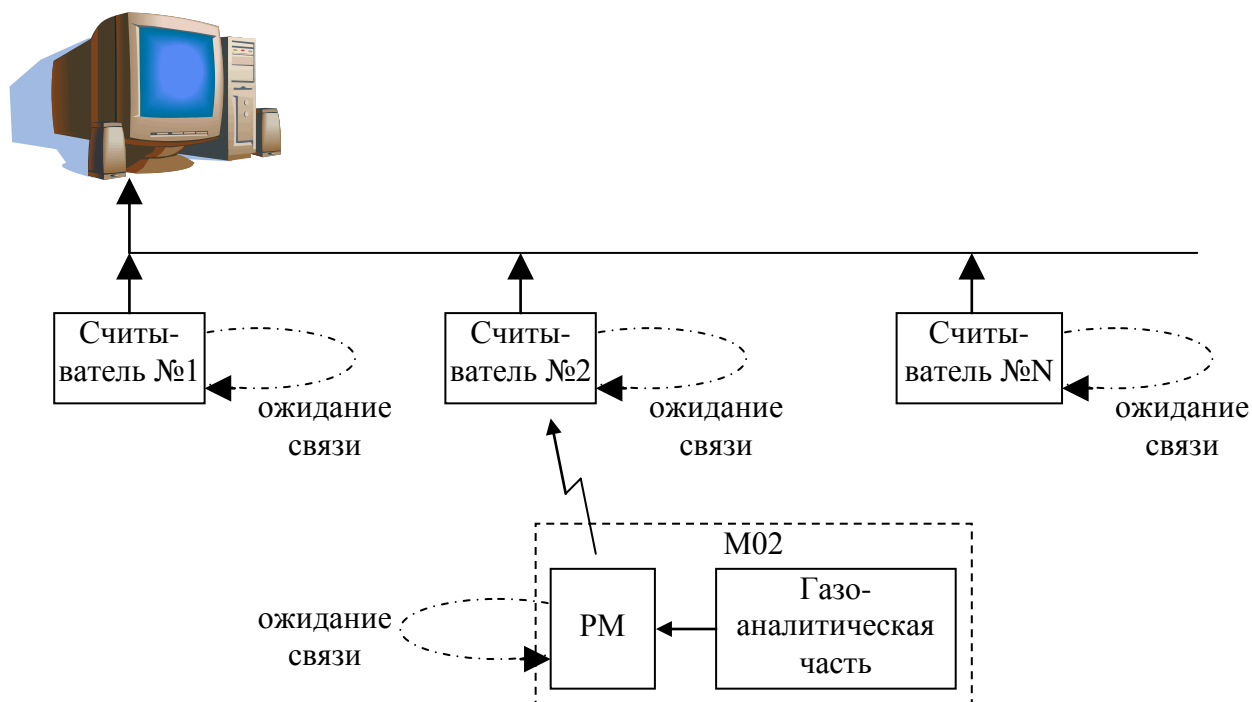 Считы-
ватель №1
ожидание
связи
Считы-
ватель №2
ожидание
связи
Считы-
ватель №N
ожидание
связи
М02
ожидание
связи
РМ
Газо-
аналитическая
часть